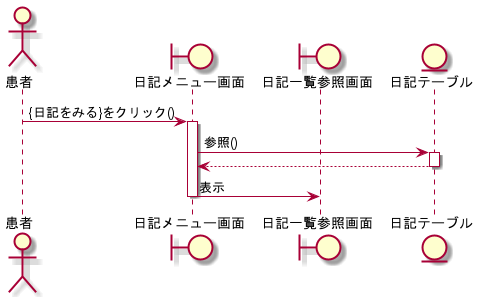 患者
日記メニュー画面
日記一覧参照画面
日記テーブル
{日記をみる}をクリック()
参照()
表示
患者
日記メニュー画面
日記一覧参照画面
日記テーブル